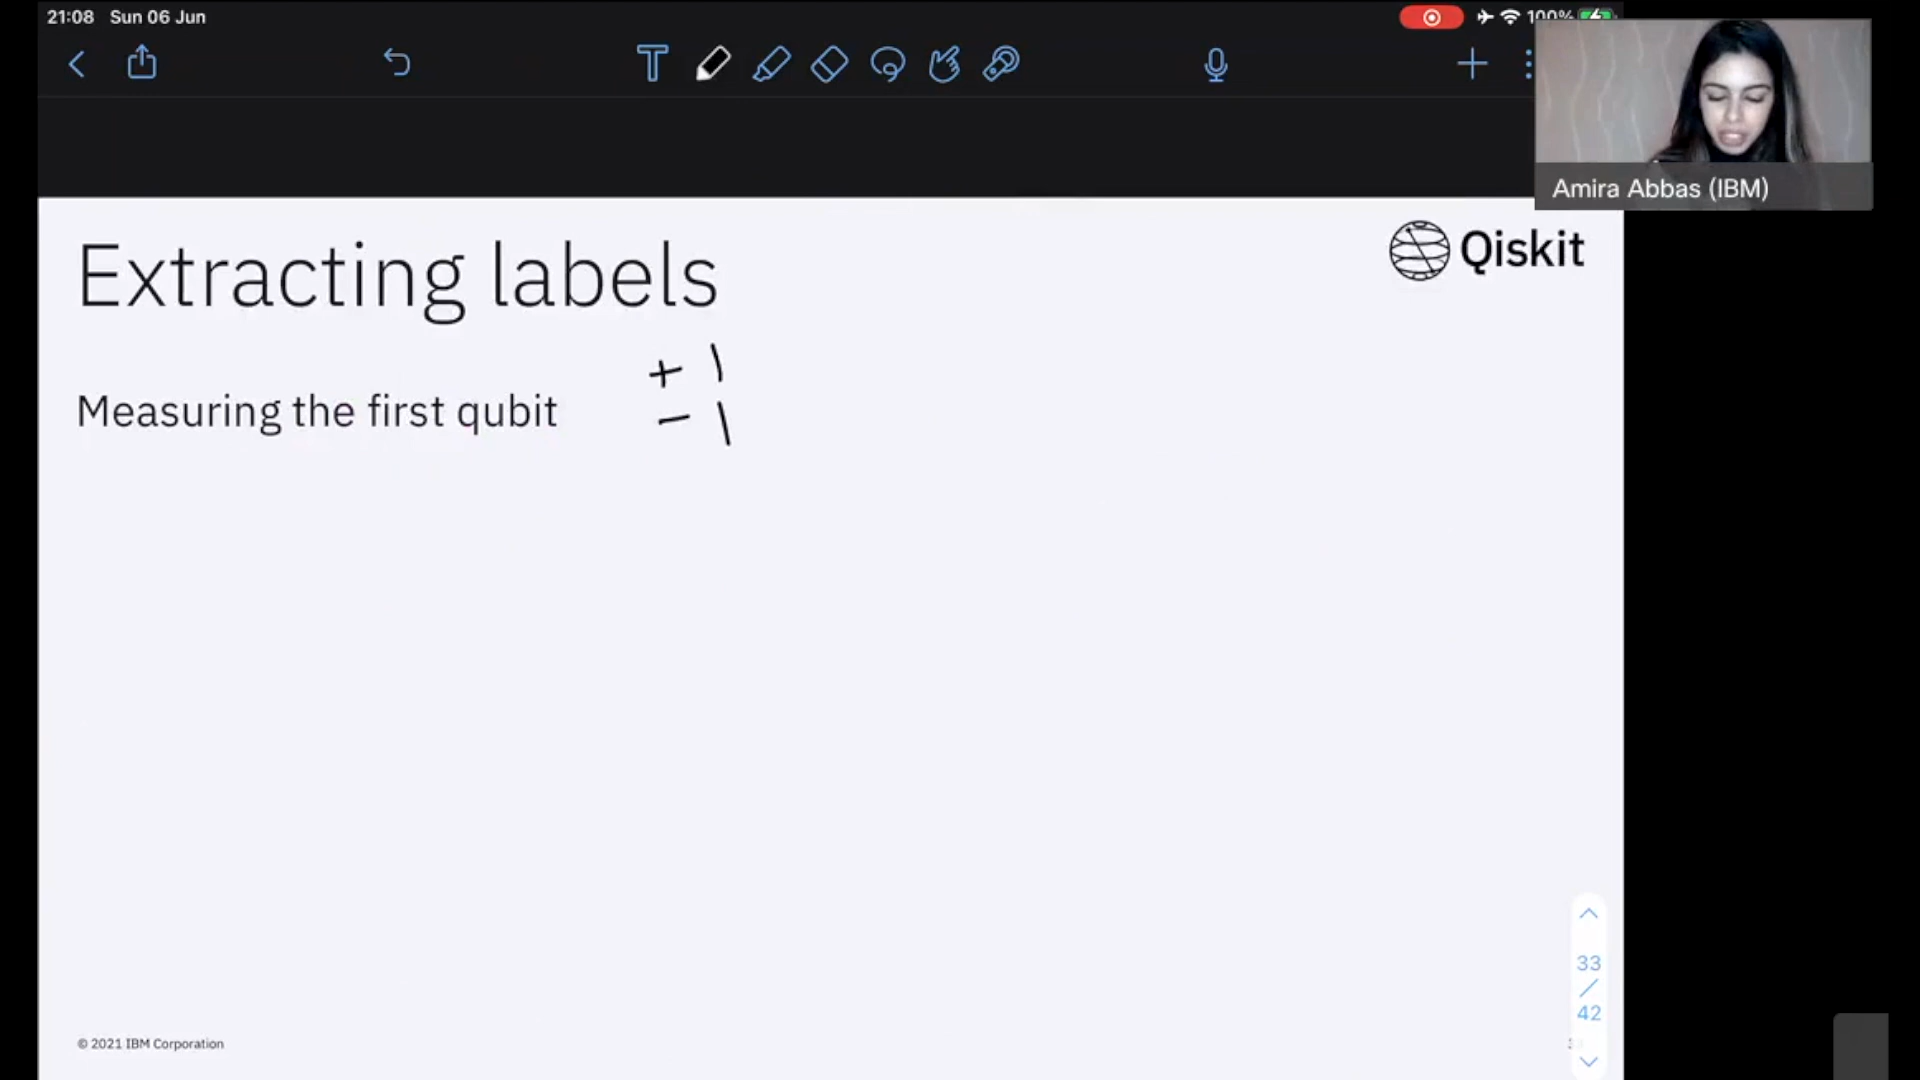 21:08 Sun 06 Jun
100%
T
Amira Abbas (IBM)
Qiskit
Extracting labels
+ 1
Measuring the first qubit
- 1
33
/
42
© 2021 IBM Corporation